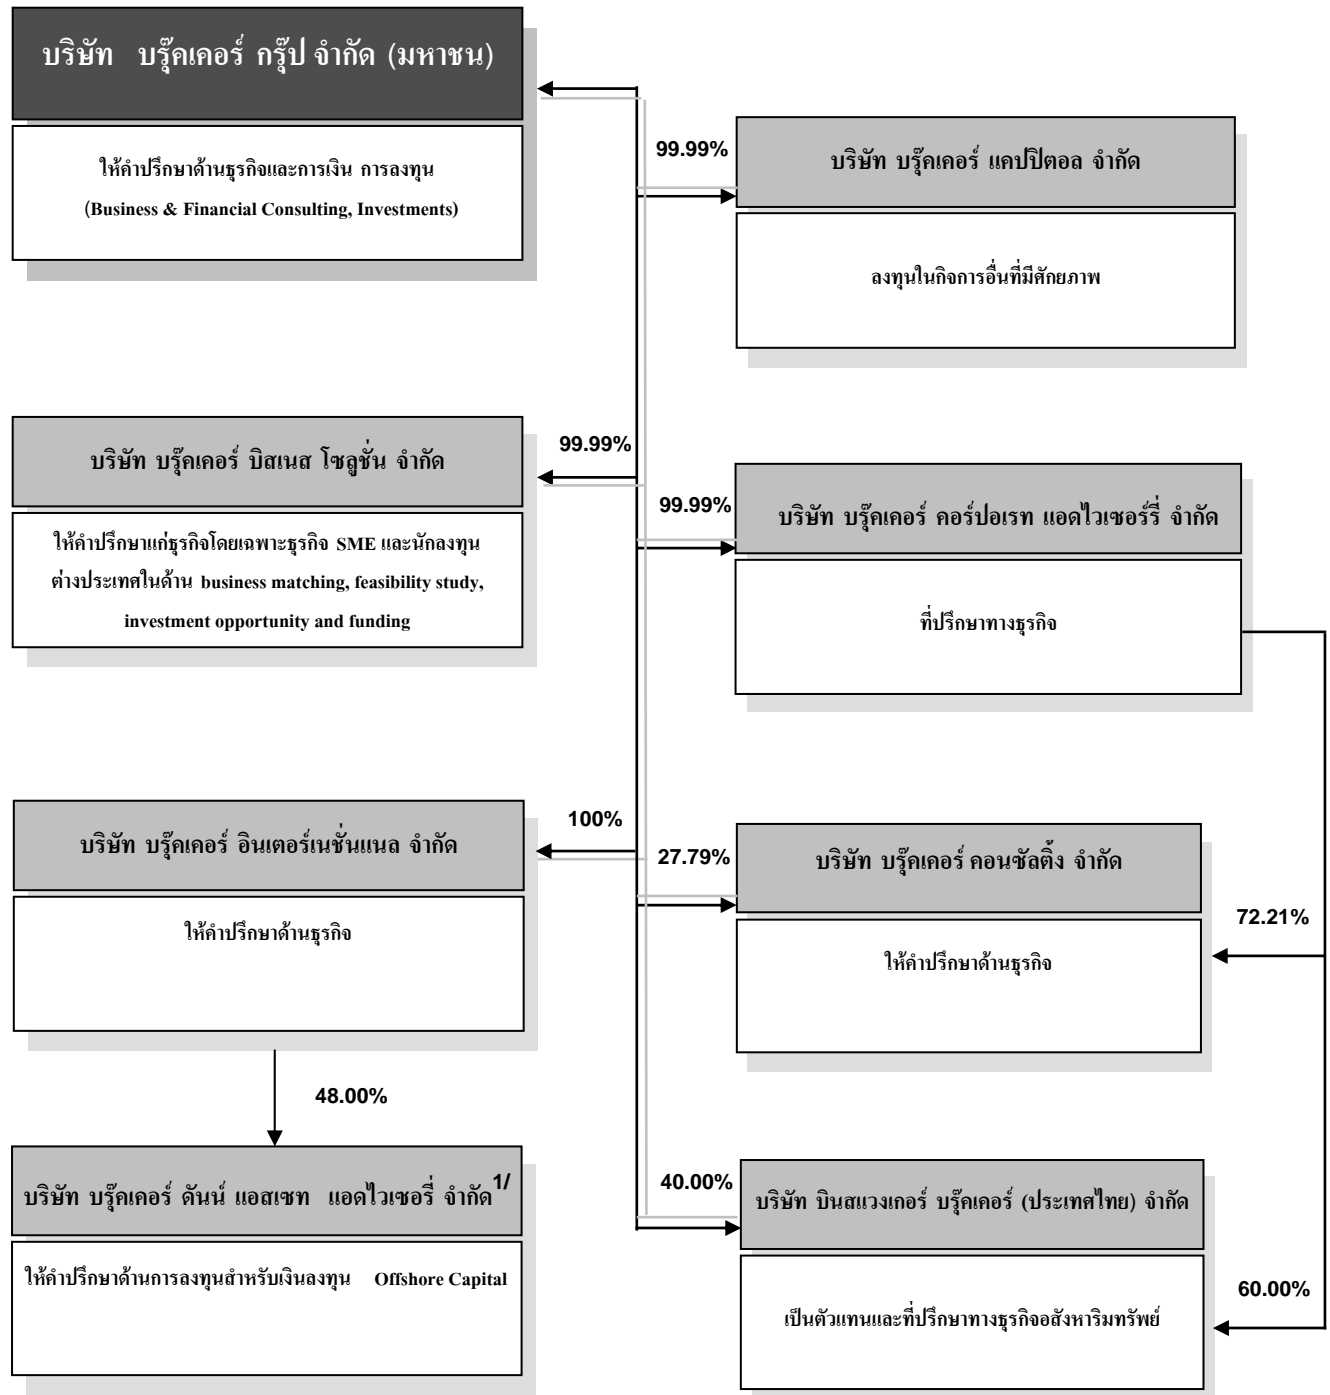 บริษัท บรุ๊คเคอร์ กรุ๊ป จำกัด (มหาชน)
ให้คำปรึกษาด้านธุรกิจและการเงิน การลงทุน
(Business & Financial Consulting, Investments)
99.99%
บริษัท บรุ๊คเคอร์ แคปปิตอล จำกัด
ลงทุนในกิจการอื่นที่มีศักยภาพ
บริษัท บรุ๊คเคอร์ บิสเนส โซลูชั่น จำกัด
99.99%
ให้คำปรึกษาแก่ธุรกิจโดยเฉพาะธุรกิจ SME และนักลงทุน
ต่างประเทศในด้าน business matching, feasibility study,
investment opportunity and funding
99.99%
บริษัท บรุ๊คเคอร์ คอร์ปอเรท แอดไวเซอร์รี่ จำกัด
ที่ปรึกษาทางธุรกิจ
บริษัท บรุ๊คเคอร์ อินเตอร์เนชั่นแนล จำกัด
100%
ให้คำปรึกษาด้านธุรกิจ
27.79%
บริษัท บรุ๊คเคอร์ คอนซัลติ้ง จำกัด
ให้คำปรึกษาด้านธุรกิจ
72.21%
48.00%
บริษัท บรุ๊คเคอร์ ดันน์ แอสเซท แอดไวเซอรี่ จำกัด1/
ให้คำปรึกษาด้านการลงทุนสำหรับเงินลงทุน Offshore Capital
40.00%
บริษัท บินสแวงเกอร์ บรุ๊คเคอร์ (ประเทศไทย) จำกัด
เป็นตัวแทนและที่ปรึกษาทางธุรกิจอสังหาริมทรัพย์
60.00%